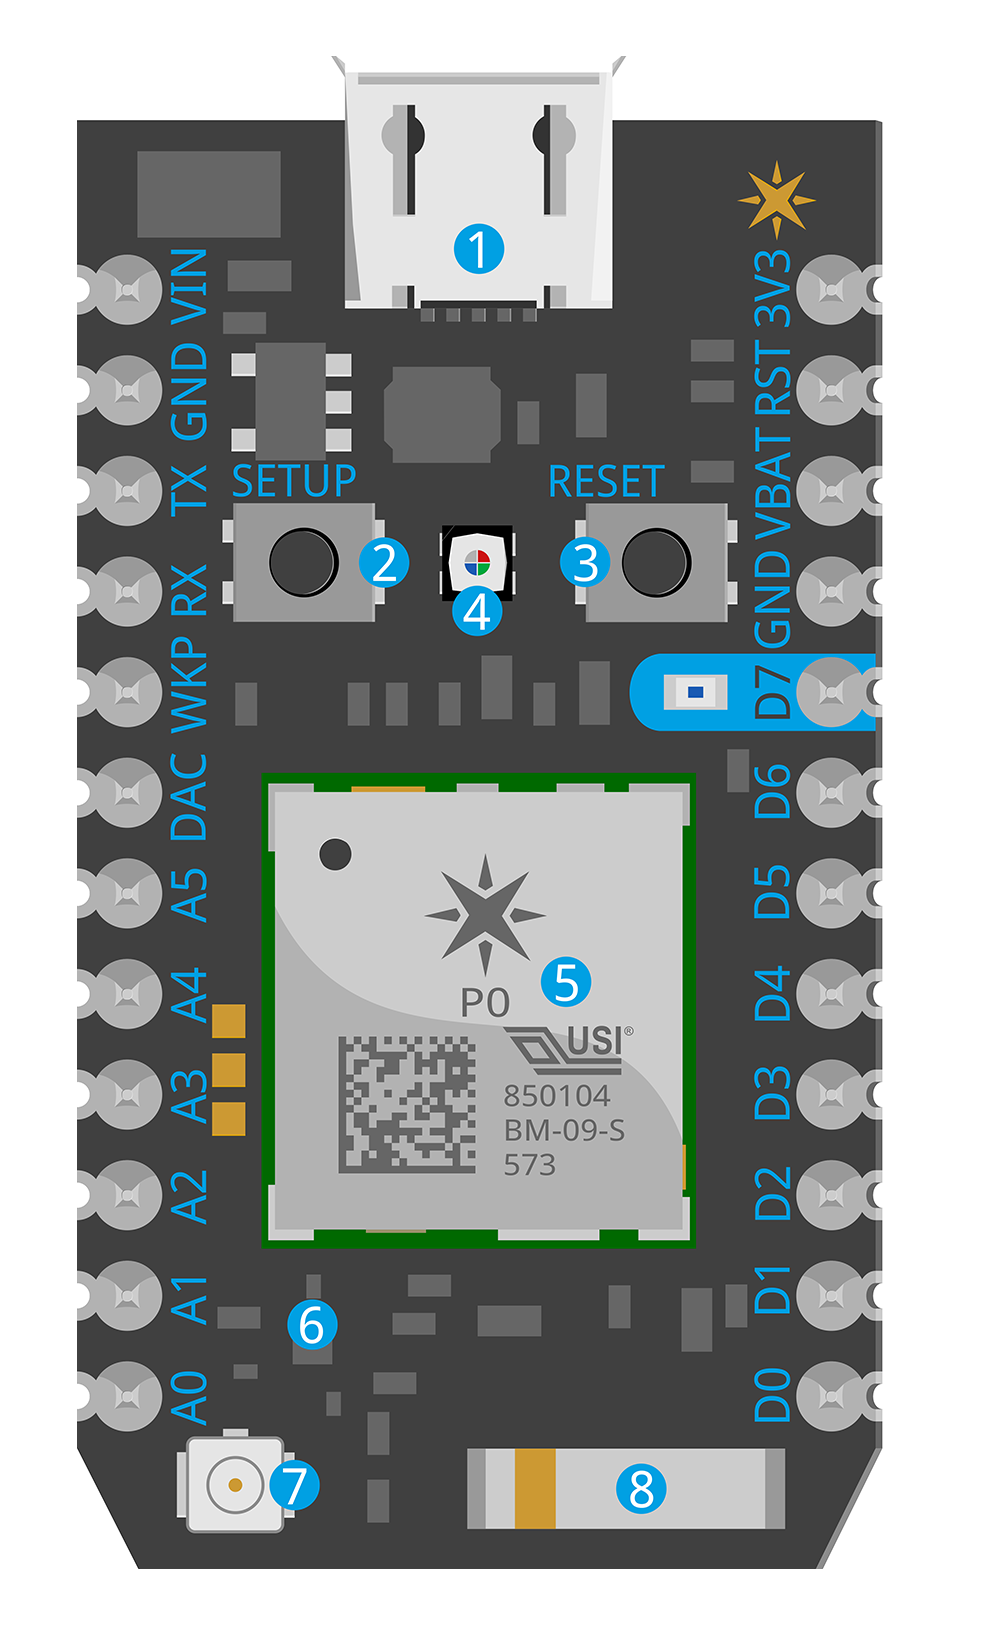 1
VIN
3V3
GND
RST
TX
SETUP
RESET
VBAT
RX
2
4
3
GND
WKP
D7
DAC
D6
A5
D5
A4
P0
5
D4
USI®
A3
850104
D3
BM-09-S
573
A2
D2
A1
6
D1
A0
D0
7
8